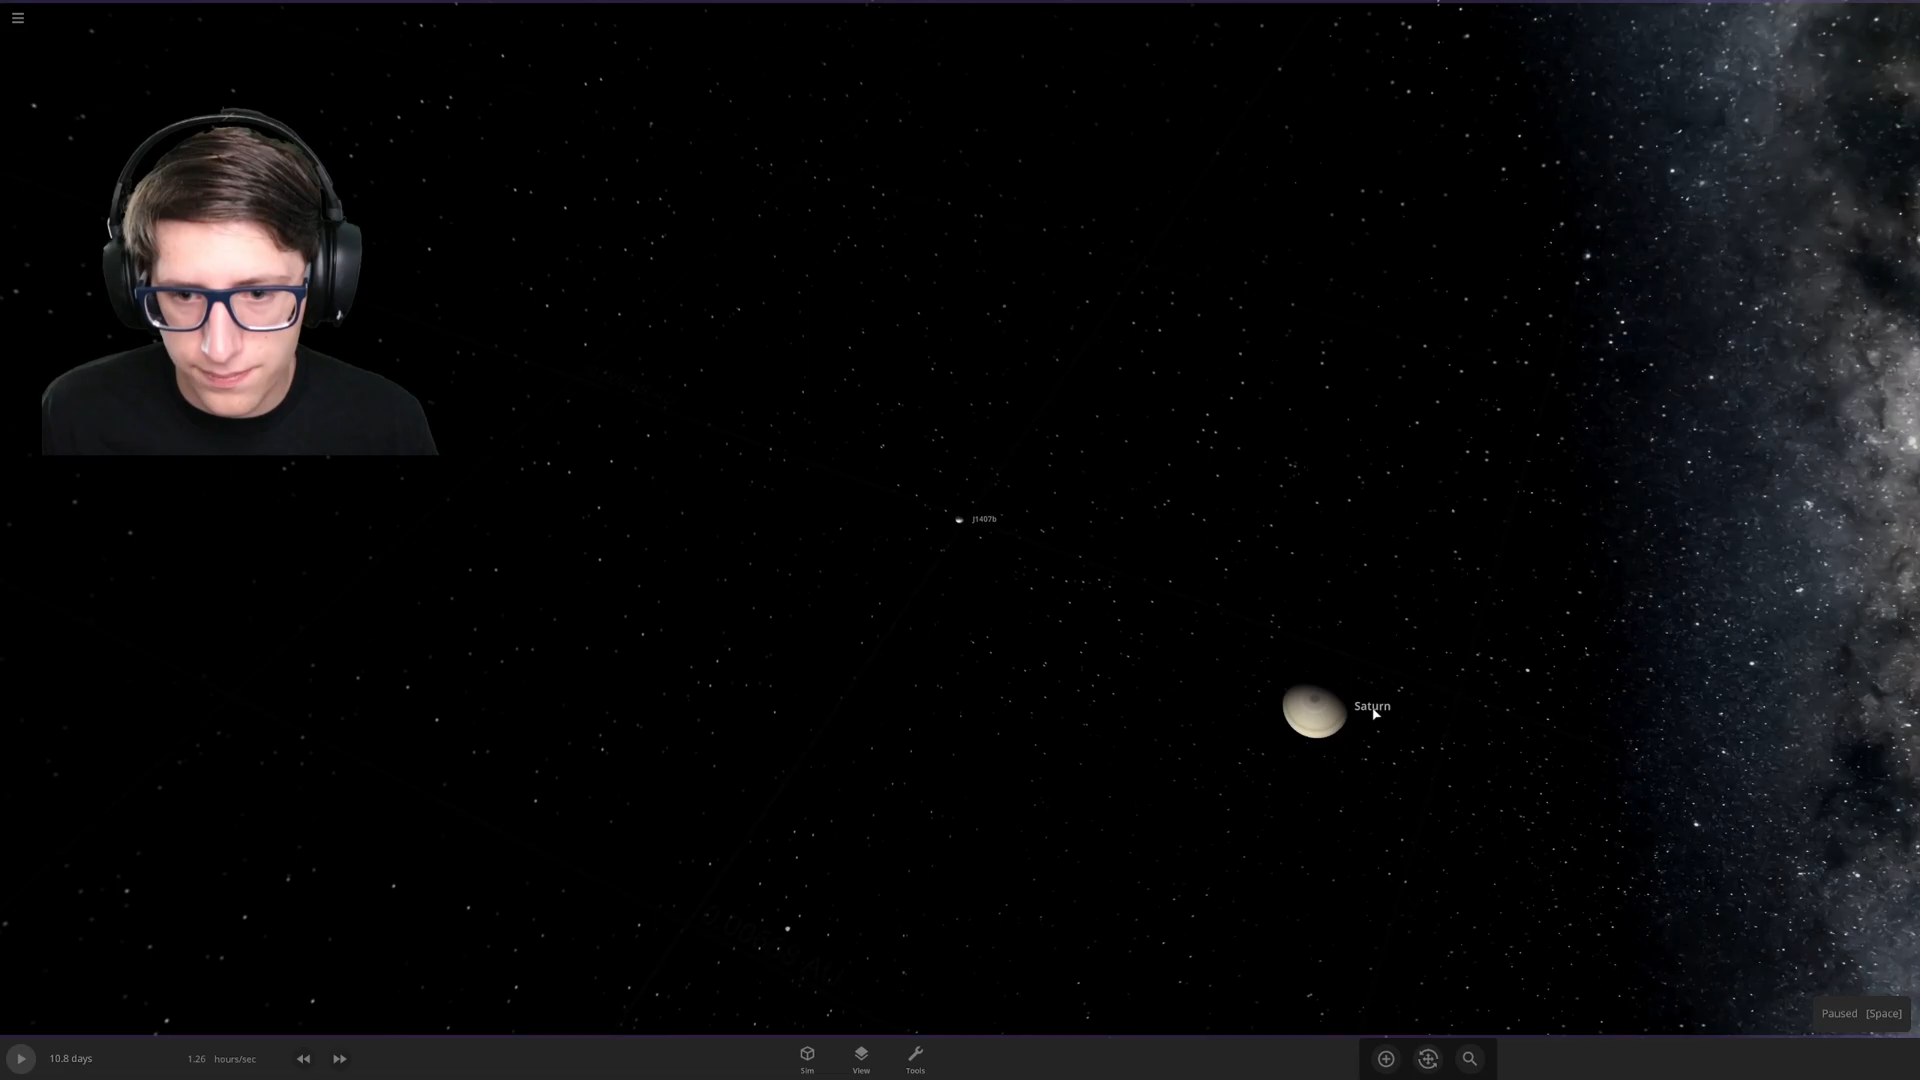 J1407b
Saturn
Paused [Space]
10.8 days
1.26 hours/sec
Sim
View
Tools